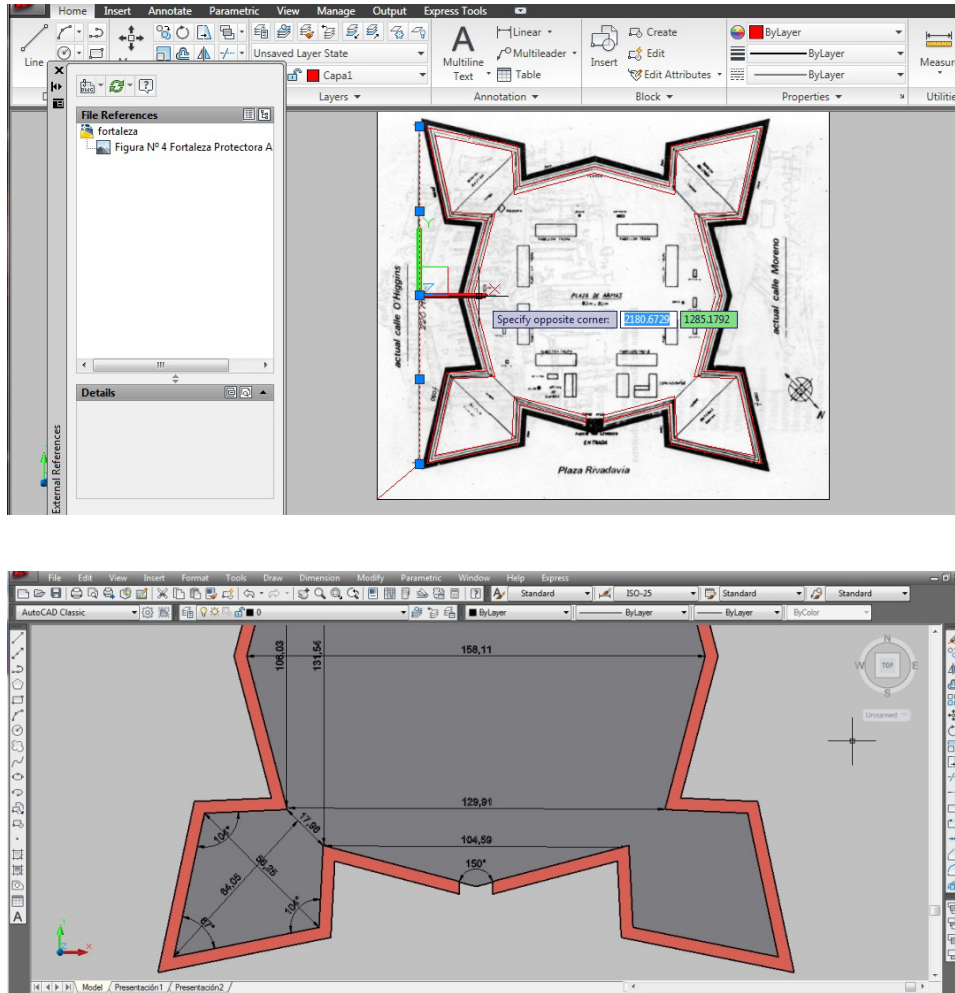 Home Insert Annotate Parametric View Manage Output Express Tools
Line
Unsaved Layer State
Capa1
Layers
Multiline Text
Linear
Multileader
Table
Annotation
Insert
Create
Edit
Edit Attributes
Block
ByLayer
ByLayer
ByLayer
Properties
Measure
Utilities
File References
fortaleza
Figura Nº 4 Fortaleza Protectora A
Details
External References
actual calle O'Higgins
actual calle Moreno
PLAZA DE ARMAS
ENTRADA
Plaza Rivadavia
N
Y
X
Z
Specify opposite corner: 2180.6729 1285.1792
File Edit View Insert Format Tools Draw Dimension Modify Parametric Window Help Express
Standard ISO-25 Standard Standard
AutoCAD Classic 0 ByLayer ByLayer ByLayer ByColor
106,03
131,54
158,11
129,91
17,96
104,59
150°
104°
56,25
84,05
104°
67°
N
W TOP E
S
Unnamed
A
Y
X
Z
Model Presentación1 Presentación2